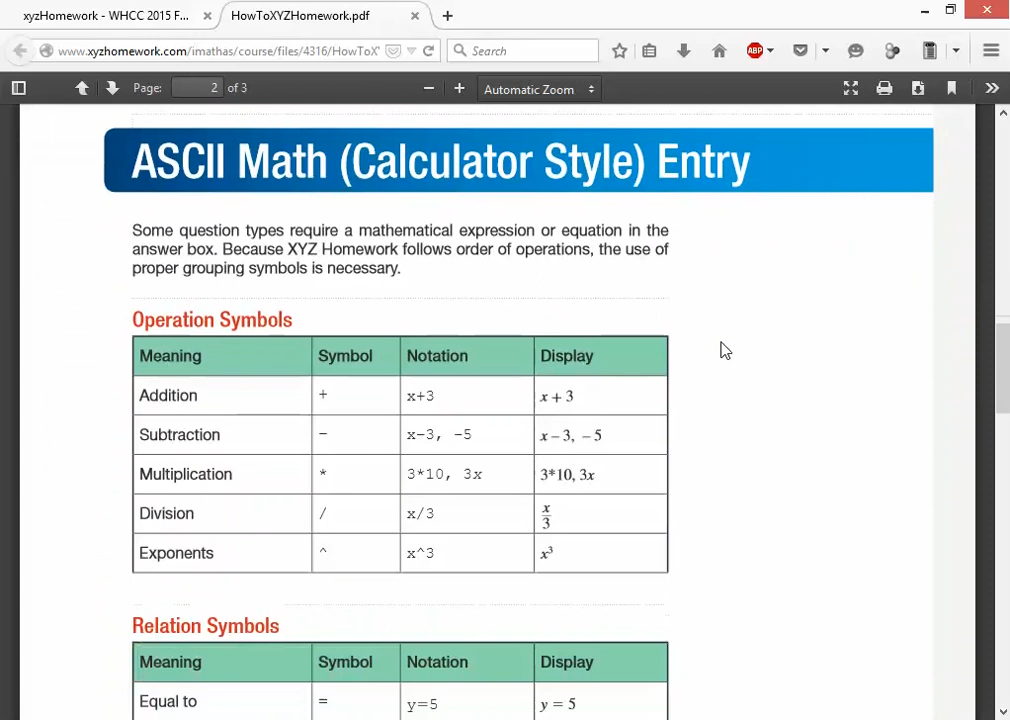 xyzHomework - WHCC 2015 F...
HowToXYZHomework.pdf
www.xyzhomework.com/imathas/course/files/4316/HowToX
Search
ABP
Page: 2 of 3
Automatic Zoom
ASCII Math (Calculator Style) Entry
Some question types require a mathematical expression or equation in the
answer box. Because XYZ Homework follows order of operations, the use of
proper grouping symbols is necessary.
Operation Symbols
Meaning Symbol Notation Display
Addition + x+3 x + 3
Subtraction – x–3, –5 x – 3, – 5
Multiplication * 3*10, 3x 3*10, 3x
Division / x/3 x/3
Exponents ^ x^3 x³
Relation Symbols
Meaning Symbol Notation Display
Equal to = y=5 y = 5